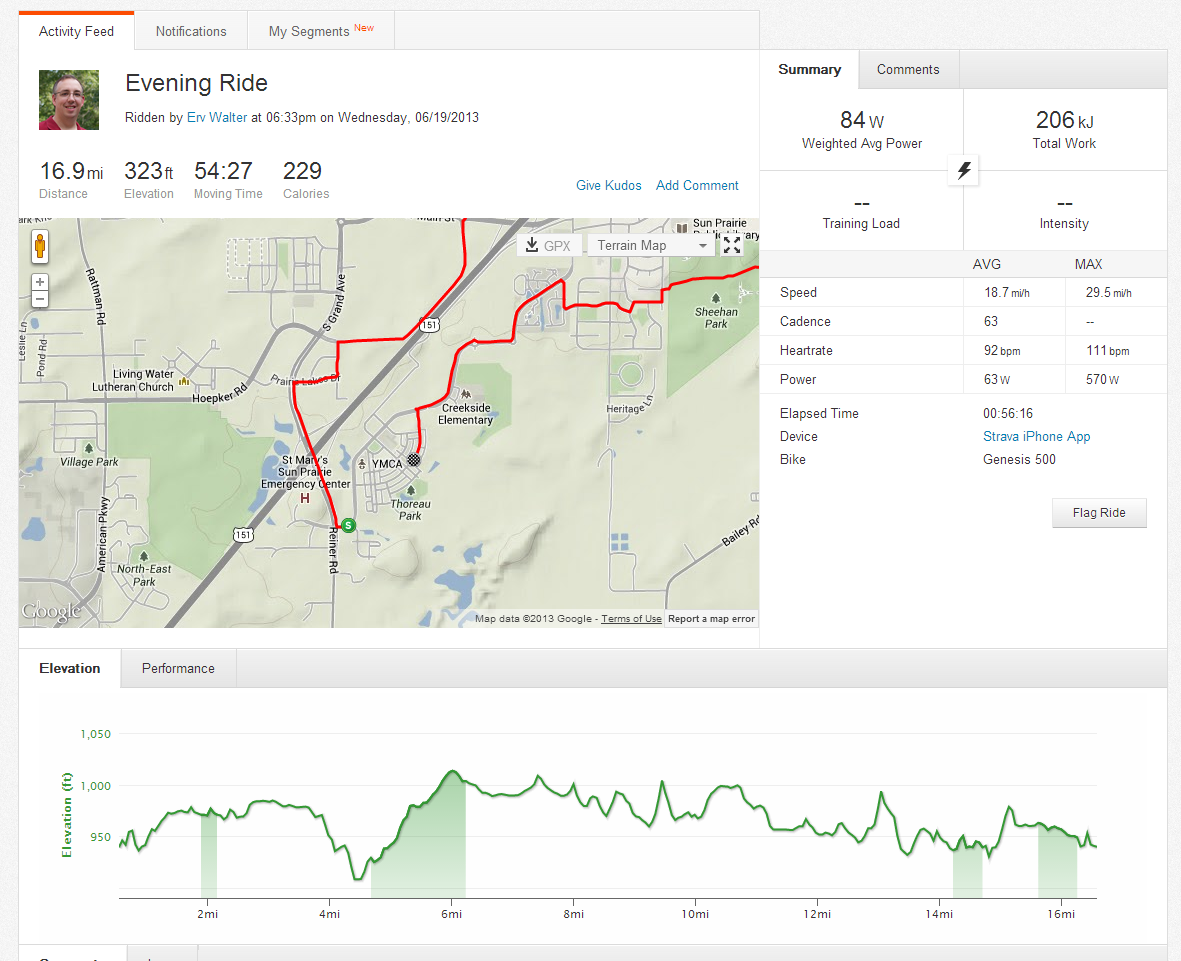 Activity Feed
Notifications
My Segments New
Evening Ride
Ridden by Erv Walter at 06:33pm on Wednesday, 06/19/2013
16.9mi
Distance
323ft
Elevation
54:27
Moving Time
229
Calories
Give Kudos
Add Comment
Summary
Comments
84 W
Weighted Avg Power
206 kJ
Total Work
--
Training Load
--
Intensity
AVG MAX
Speed 18.7 mi/h 29.5 mi/h
Cadence 63 --
Heartrate 92 bpm 111 bpm
Power 63 W 570 W
Elapsed Time 00:56:16
Device Strava iPhone App
Bike Genesis 500
Flag Ride
Main St
Sun Prairie
Public Library
GPX
Terrain Map
+
−
Rattman Rd
S Grand Ave
151
Sheehan
Park
Leslie Ln
Pond Rd
Living Water
Lutheran Church
Prairie Lakes Dr
Hoepker Rd
Creekside
Elementary
Heritage Ln
Village Park
St Mary's
Sun Prairie
Emergency Center
H
YMCA
Thoreau
Park
S
151
American Pkwy
Reiner Rd
Bailey Rd
North-East
Park
Google
Map data ©2013 Google - Terms of Use
Report a map error
Elevation
Performance
Elevation (ft)
1,050
1,000
950
2mi 4mi 6mi 8mi 10mi 12mi 14mi 16mi